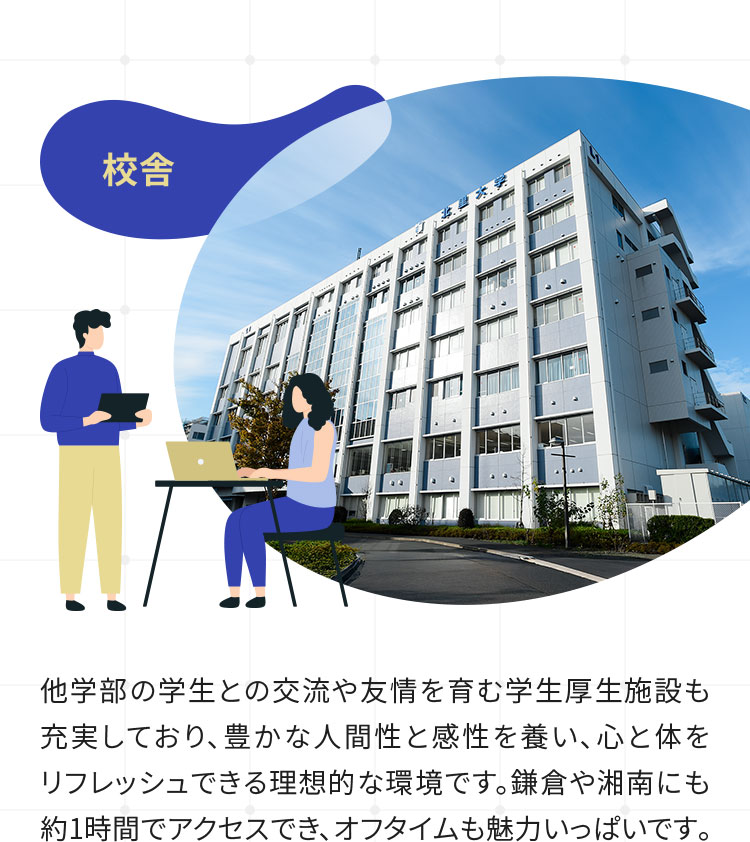 校舎
北里大学
他学部の学生との交流や友情を育む学生厚生施設も
充実しており、豊かな人間性と感性を養い、心と体を
リフレッシュできる理想的な環境です。鎌倉や湘南にも
約1時間でアクセスでき、オフタイムも魅力いっぱいです。